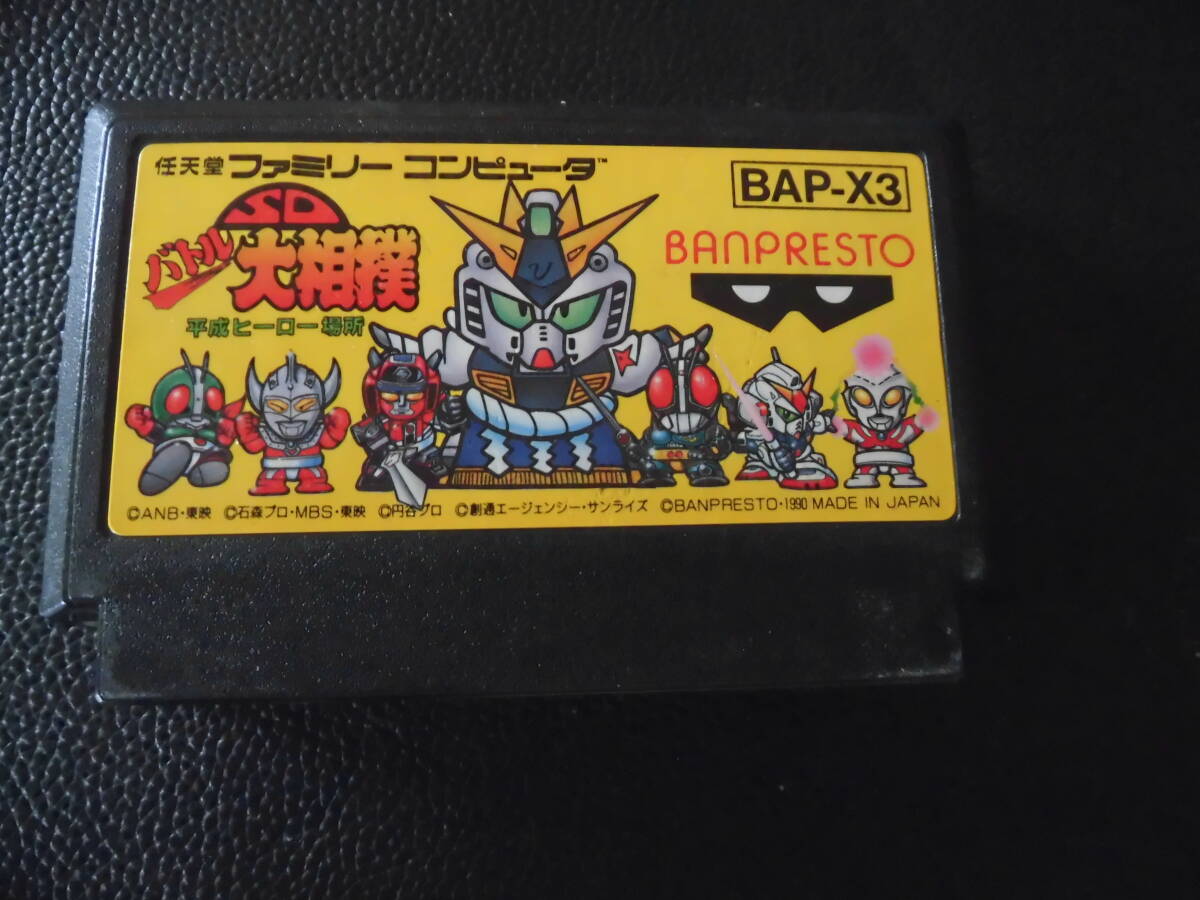 任天堂 ファミリー コンピュータ™
BAP-X3
SD
バトル
大相撲
平成ヒーロー場所
BANPRESTO
©ANB・東映 ©石森プロ・MBS・東映 ©円谷プロ ©創通エージェンシー・サンライズ ©BANPRESTO・1990 MADE IN JAPAN